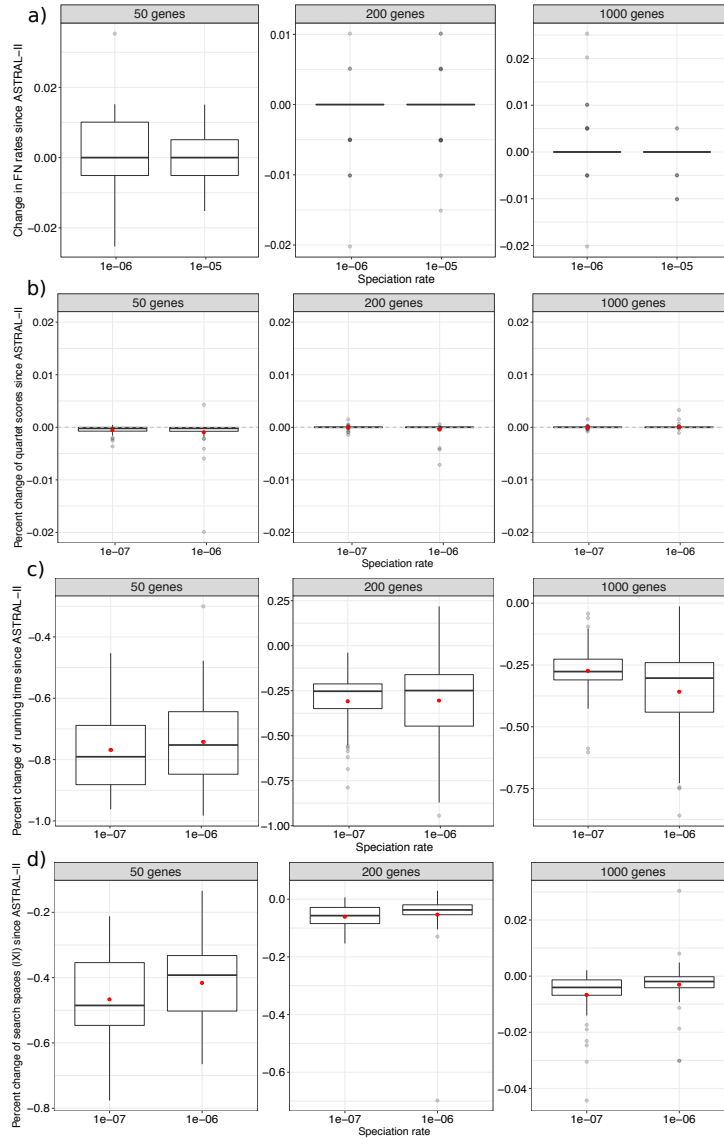 a)
50 genes
200 genes
1000 genes
Change in FN rates since ASTRAL−II
0.02
0.00
−0.02
0.01
0.00
−0.01
−0.02
0.02
0.01
0.00
−0.01
−0.02
1e−06
1e−05
1e−06
1e−05
1e−06
1e−05
Speciation rate
b)
50 genes
200 genes
1000 genes
Percent change of quartet scores since ASTRAL−II
0.02
0.01
0.00
−0.01
−0.02
0.02
0.01
0.00
−0.01
−0.02
0.02
0.01
0.00
−0.01
−0.02
1e−07
1e−06
1e−07
1e−06
1e−07
1e−06
Speciation rate
c)
50 genes
200 genes
1000 genes
Percent change of running time since ASTRAL−II
−0.4
−0.6
−0.8
−1.0
0.25
0.00
−0.25
−0.50
−0.75
−1.00
0.00
−0.25
−0.50
−0.75
1e−07
1e−06
1e−07
1e−06
1e−07
1e−06
Speciation rate
d)
50 genes
200 genes
1000 genes
Percent change of search spaces (|X|) since ASTRAL−II
−0.2
−0.4
−0.6
−0.8
0.0
−0.2
−0.4
−0.6
0.02
0.00
−0.02
−0.04
1e−07
1e−06
1e−07
1e−06
1e−07
1e−06
Speciation rate